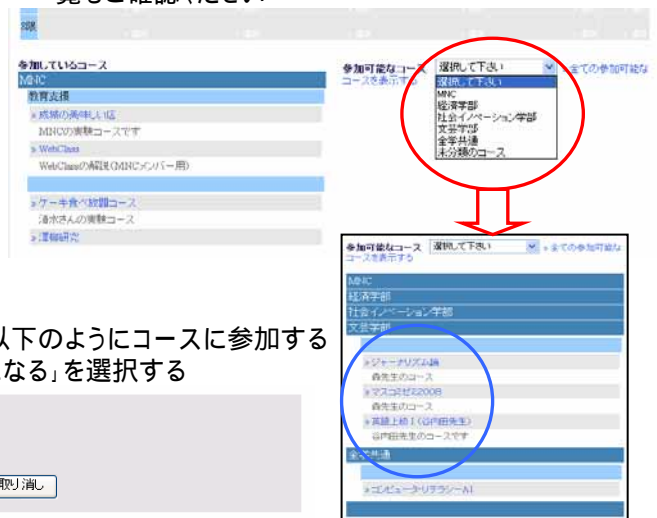 覧もご確認ください
参加しているコース
MNC
教育支援
» 成城の美味しい店
MNCの実験コースです
» WebClass
WebClassの解説(MNCメンバー用)
» ケーキ食べ放題コース
清水さんの実験コース
参加可能なコース 選択して下さい » 全ての参加可能な
コースを表示する
選択して下さい
MNC
経済学部
社会イノベーション学部
文芸学部
全学共通
未分類のコース
参加可能なコース 選択して下さい » 全ての参加可能な
コースを表示する
MNC
経済学部
社会イノベーション学部
文芸学部
» ジャーナリズム論
森先生のコース
» マスコミゼミ2008
森先生のコース
» 英語上級I(谷内田先生)
谷内田先生のコースです
全学共通
» コンピュータリテラシーAI
以下のようにコースに参加する
なる」を選択する
取り消し